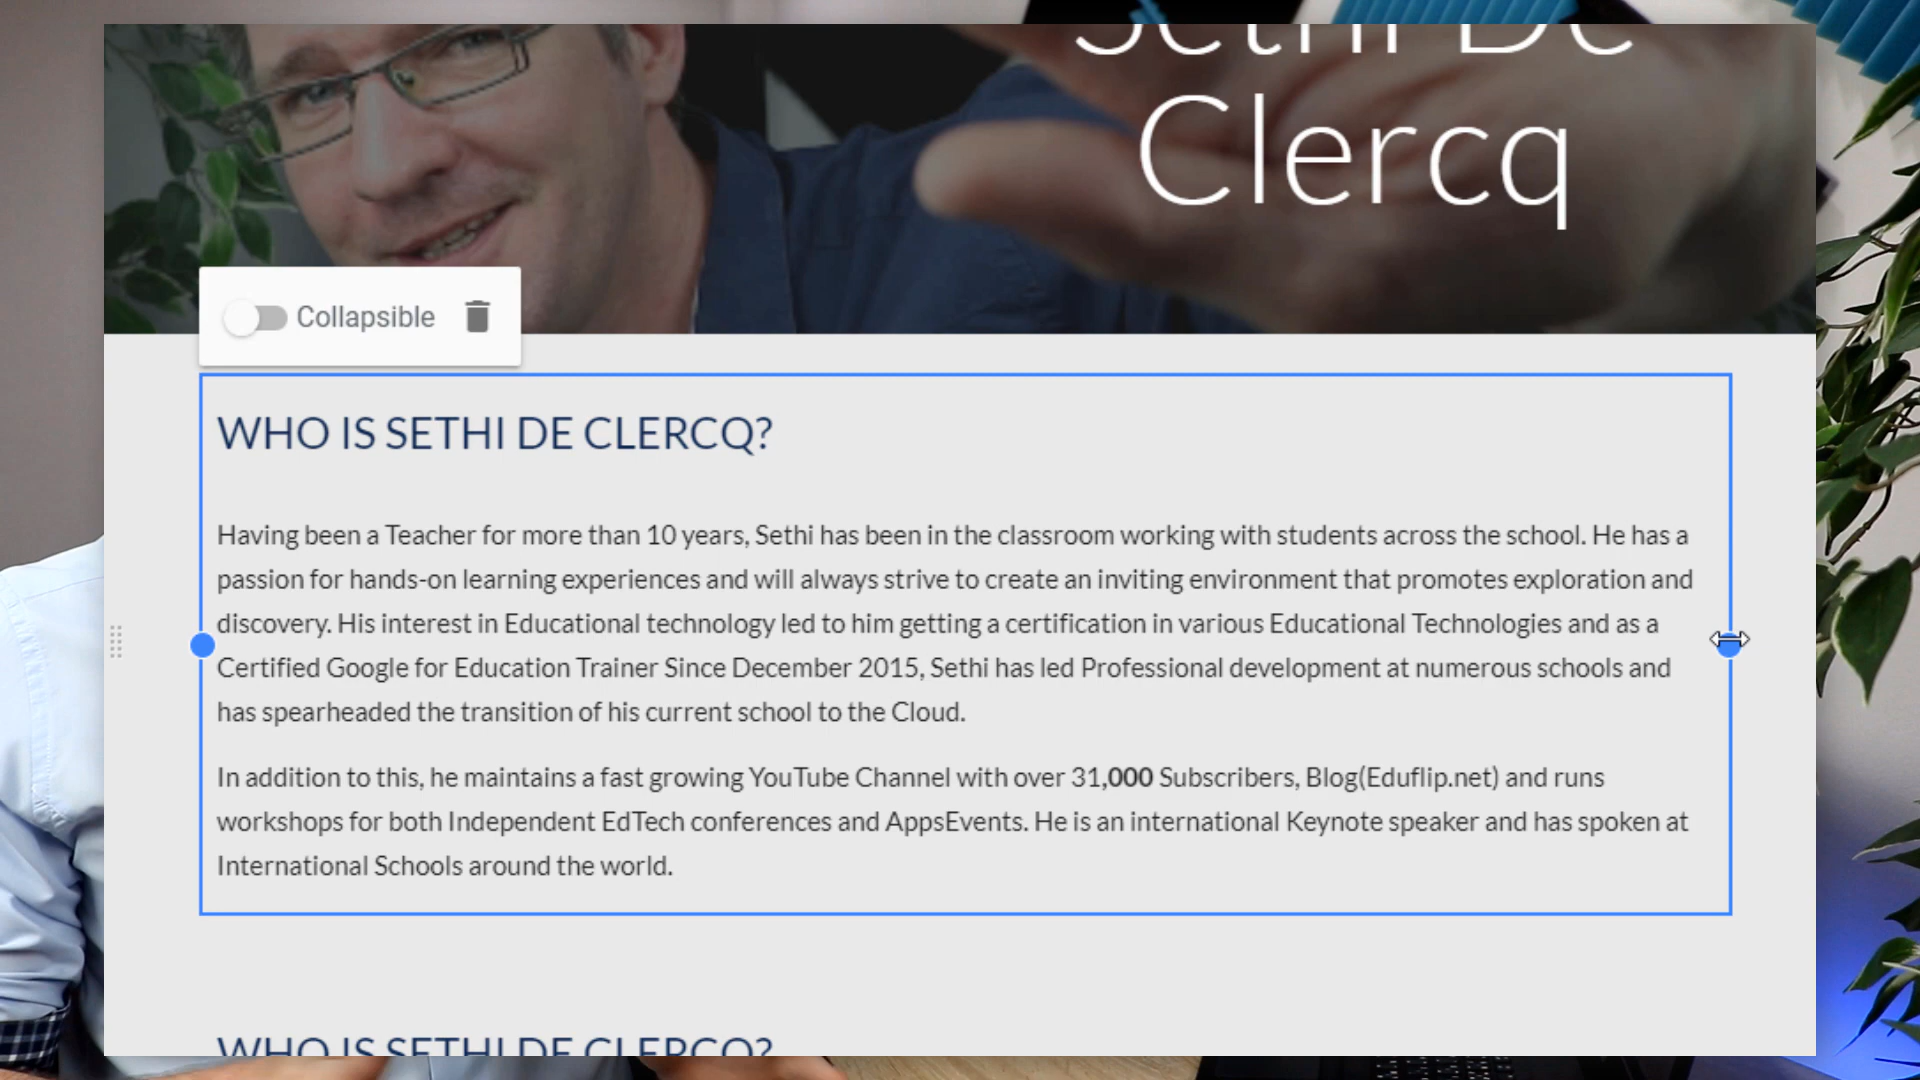 Sethi De
Clercq
Collapsible
WHO IS SETHI DE CLERCQ?
Having been a Teacher for more than 10 years, Sethi has been in the classroom working with students across the school. He has a
passion for hands-on learning experiences and will always strive to create an inviting environment that promotes exploration and
discovery. His interest in Educational technology led to him getting a certification in various Educational Technologies and as a
Certified Google for Education Trainer Since December 2015, Sethi has led Professional development at numerous schools and
has spearheaded the transition of his current school to the Cloud.
In addition to this, he maintains a fast growing YouTube Channel with over 31,000 Subscribers, Blog(Eduflip.net) and runs
workshops for both Independent EdTech conferences and AppsEvents. He is an international Keynote speaker and has spoken at
International Schools around the world.
WHO IS SETHI DE CLERCQ?